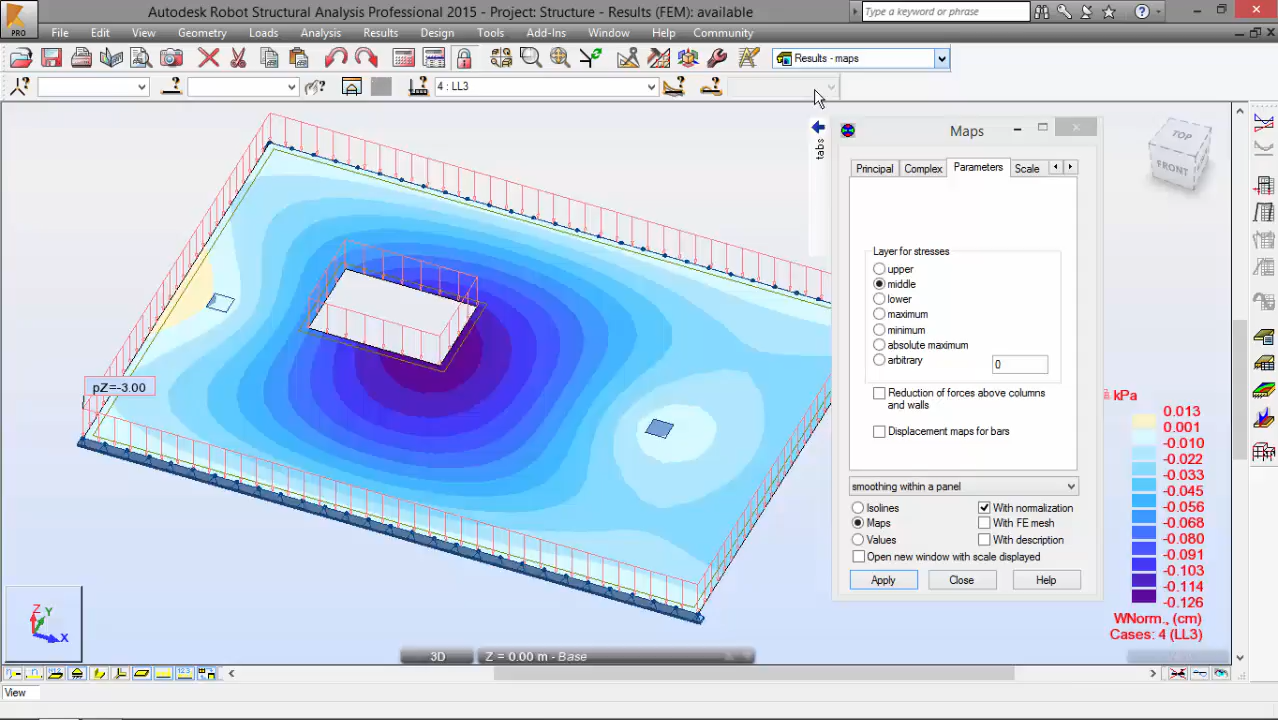 Autodesk Robot Structural Analysis Professional 2015 - Project: Structure - Results (FEM): available
Type a keyword or phrase
PRO
File Edit View Geometry Loads Analysis Results Design Tools Add-Ins Window Help Community
Results - maps
4 : LL3
tabs
Maps
TOP
FRONT
Principal Complex Parameters Scale
Layer for stresses
upper
middle
lower
maximum
minimum
absolute maximum
arbitrary 0
Reduction of forces above columns
and walls
Displacement maps for bars
smoothing within a panel
Isolines With normalization
Maps With FE mesh
Values With description
Open new window with scale displayed
Apply Close Help
pZ=-3.00
kPa
0.013
0.001
-0.010
-0.022
-0.033
-0.045
-0.056
-0.068
-0.080
-0.091
-0.103
-0.114
-0.126
WNorm., (cm)
Cases: 4 (LL3)
Z Y
X
3D Z = 0.00 m - Base
View